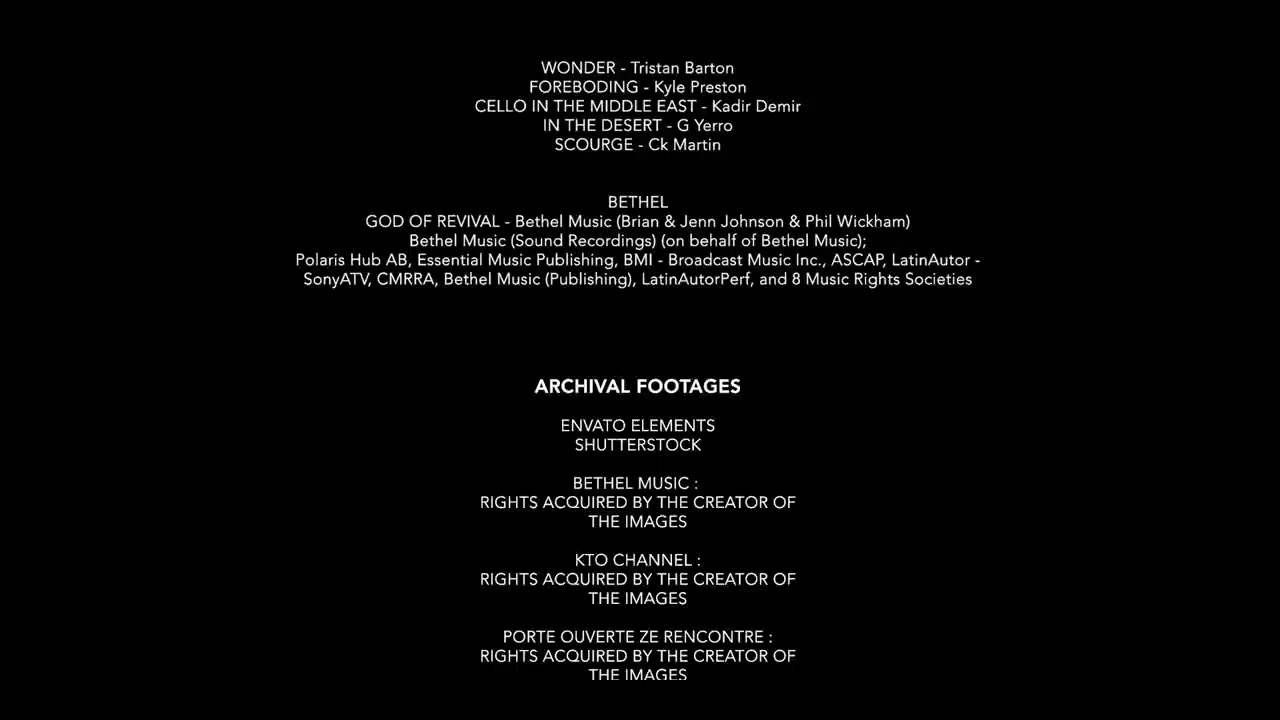 WONDER - Tristan Barton
FOREBODING - Kyle Preston
CELLO IN THE MIDDLE EAST - Kadir Demir
IN THE DESERT - G Yerro
SCOURGE - Ck Martin
BETHEL
GOD OF REVIVAL - Bethel Music (Brian & Jenn Johnson & Phil Wickham)
Bethel Music (Sound Recordings) (on behalf of Bethel Music);
Polaris Hub AB, Essential Music Publishing, BMI - Broadcast Music Inc., ASCAP, LatinAutor -
SonyATV, CMRRA, Bethel Music (Publishing), LatinAutorPerf, and 8 Music Rights Societies
ARCHIVAL FOOTAGES
ENVATO ELEMENTS
SHUTTERSTOCK
BETHEL MUSIC :
RIGHTS ACQUIRED BY THE CREATOR OF
THE IMAGES
KTO CHANNEL :
RIGHTS ACQUIRED BY THE CREATOR OF
THE IMAGES
PORTE OUVERTE ZE RENCONTRE :
RIGHTS ACQUIRED BY THE CREATOR OF
THE IMAGES